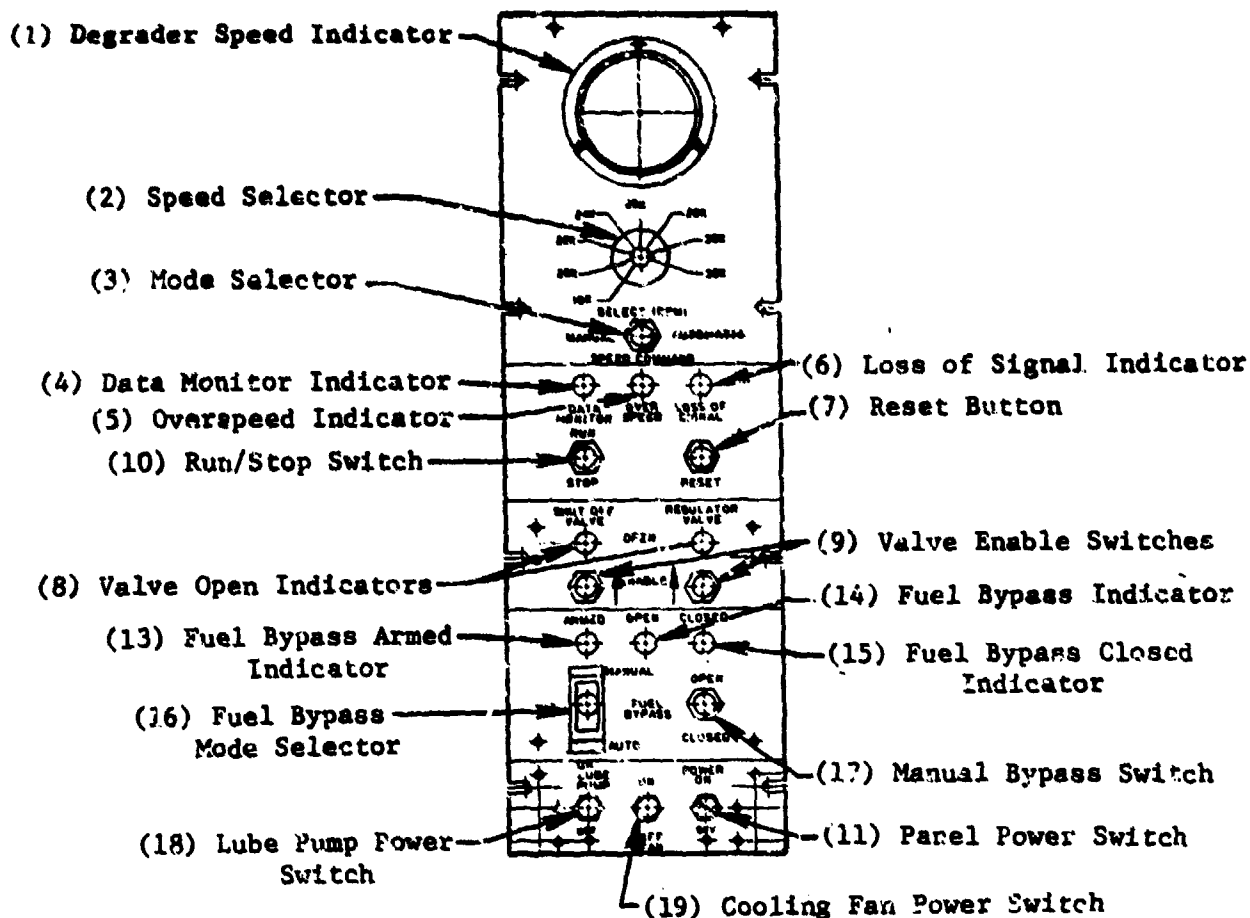 (1) Degrader Speed Indicator
(2) Speed Selector
(3) Mode Selector
SELECT (RPM)
MANUAL
SPEED COMMAND
(4) Data Monitor Indicator
(5) Overspeed Indicator
(6) Loss of Signal Indicator
DATA MONITOR
OVER SPEED
LOSS OF SIGNAL
(7) Reset Button
(10) Run/Stop Switch
RUN
STOP
RESET
SHUT OFF VALVE
REGULATOR VALVE
OPEN
(8) Valve Open Indicators
(9) Valve Enable Switches
(14) Fuel Bypass Indicator
ARMED
OPEN
CLOSED
(13) Fuel Bypass Armed
Indicator
(15) Fuel Bypass Closed
Indicator
MANUAL
OPEN
FUEL BYPASS
AUTO
CLOSED
(16) Fuel Bypass
Mode Selector
(17) Manual Bypass Switch
LUBE PUMP
ON
POWER ON
(18) Lube Pump Power
Switch
(11) Panel Power Switch
(19) Cooling Fan Power Switch